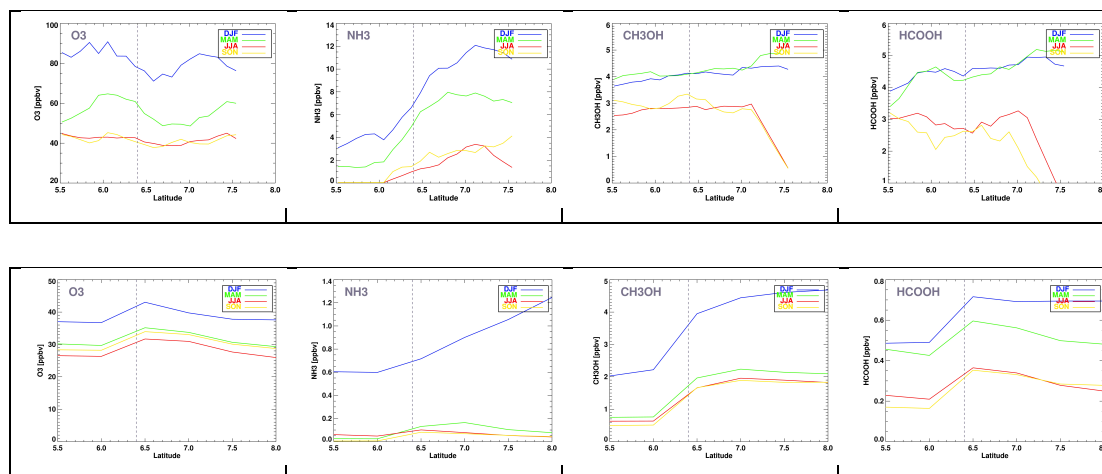 O3
DJF
MAM
JJA
SON
O3 [ppbv]
100
80
60
40
20
5.5 6.0 6.5 7.0 7.5 8.0
Latitude
NH3
DJF
MAM
JJA
SON
NH3 [ppbv]
14
12
10
8
6
4
2
0
5.5 6.0 6.5 7.0 7.5 8.0
Latitude
CH3OH
DJF
MAM
JJA
SON
CH3OH [ppbv]
6
5
4
3
2
1
0
5.5 6.0 6.5 7.0 7.5 8.0
Latitude
HCOOH
DJF
MAM
JJA
SON
HCOOH [ppbv]
6
5
4
3
2
1
5.5 6.0 6.5 7.0 7.5 8.0
Latitude
O3
DJF
MAM
JJA
SON
O3 [ppbv]
50
40
30
20
10
0
5.5 6.0 6.5 7.0 7.5 8.0
Latitude
NH3
DJF
MAM
JJA
SON
NH3 [ppbv]
1.4
1.2
1.0
0.8
0.6
0.4
0.2
0.0
5.5 6.0 6.5 7.0 7.5 8.0
Latitude
CH3OH
DJF
MAM
JJA
SON
CH3OH [ppbv]
5
4
3
2
1
0
5.5 6.0 6.5 7.0 7.5 8.0
Latitude
HCOOH
DJF
MAM
JJA
SON
HCOOH [ppbv]
0.8
0.6
0.4
0.2
0.0
5.5 6.0 6.5 7.0 7.5 8.0
Latitude